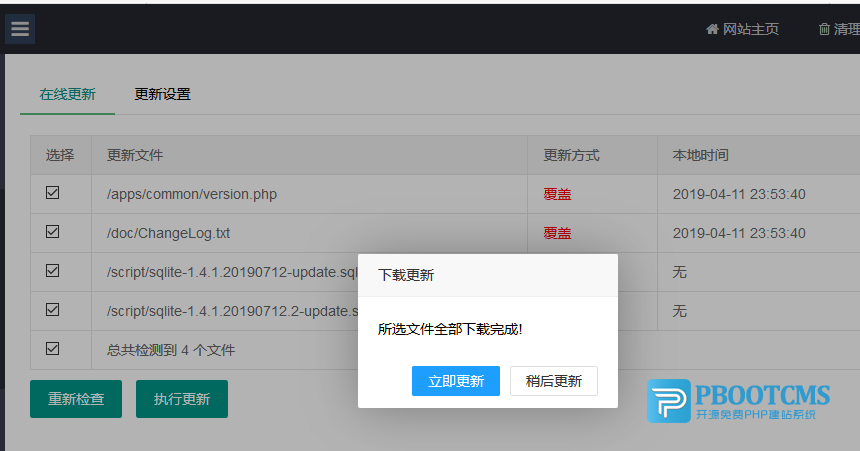 网站主页 清理
在线更新 更新设置
选择 更新文件 更新方式 本地时间
/apps/common/version.php 覆盖 2019-04-11 23:53:40
/doc/ChangeLog.txt 覆盖 2019-04-11 23:53:40
/script/sqlite-1.4.1.20190712-update.sql 无
/script/sqlite-1.4.1.20190712.2-update.s 无
总共检测到 4 个文件
重新检查 执行更新
下载更新
所选文件全部下载完成!
立即更新 稍后更新
PBOOTCMS
开源免费PHP建站系统